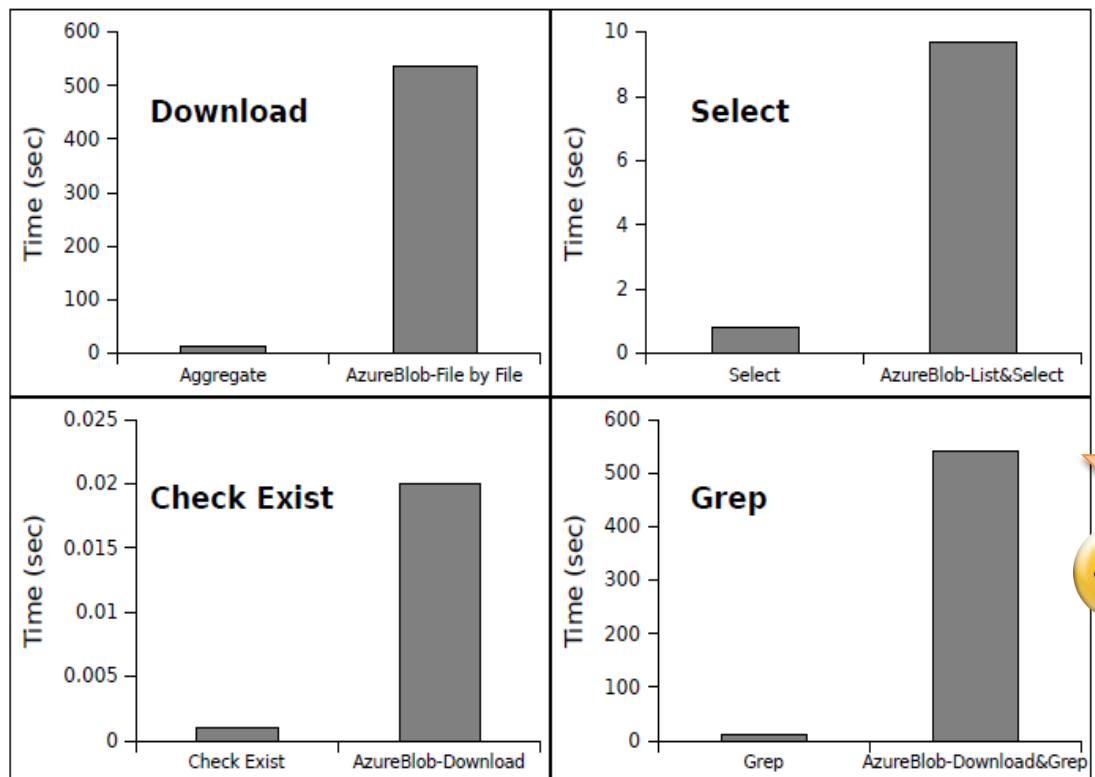 600
500
400
300
200
100
0
Time (sec)
Download
Aggregate AzureBlob-File by File
10
8
6
4
2
0
Time (sec)
Select
Select AzureBlob-List&Select
0.025
0.02
0.015
0.01
0.005
0
Time (sec)
Check Exist
Check Exist AzureBlob-Download
600
500
400
300
200
100
0
Time (sec)
Grep
Grep AzureBlob-Download&Grep